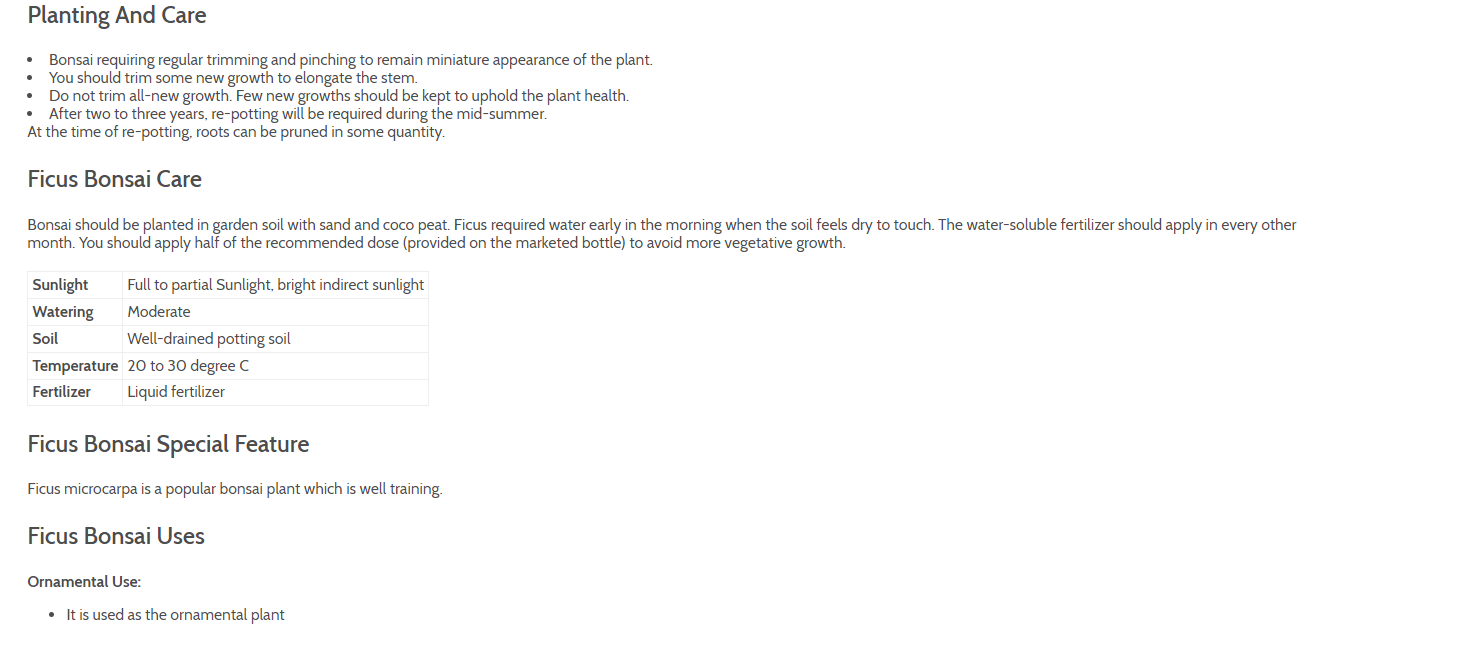 Planting And Care
• Bonsai requiring regular trimming and pinching to remain miniature appearance of the plant.
• You should trim some new growth to elongate the stem.
• Do not trim all-new growth. Few new growths should be kept to uphold the plant health.
• After two to three years, re-potting will be required during the mid-summer.
At the time of re-potting, roots can be pruned in some quantity.
Ficus Bonsai Care
Bonsai should be planted in garden soil with sand and coco peat. Ficus required water early in the morning when the soil feels dry to touch. The water-soluble fertilizer should apply in every other
month. You should apply half of the recommended dose (provided on the marketed bottle) to avoid more vegetative growth.
Sunlight Full to partial Sunlight, bright indirect sunlight
Watering Moderate
Soil Well-drained potting soil
Temperature 20 to 30 degree C
Fertilizer Liquid fertilizer
Ficus Bonsai Special Feature
Ficus microcarpa is a popular bonsai plant which is well training.
Ficus Bonsai Uses
Ornamental Use:
• It is used as the ornamental plant